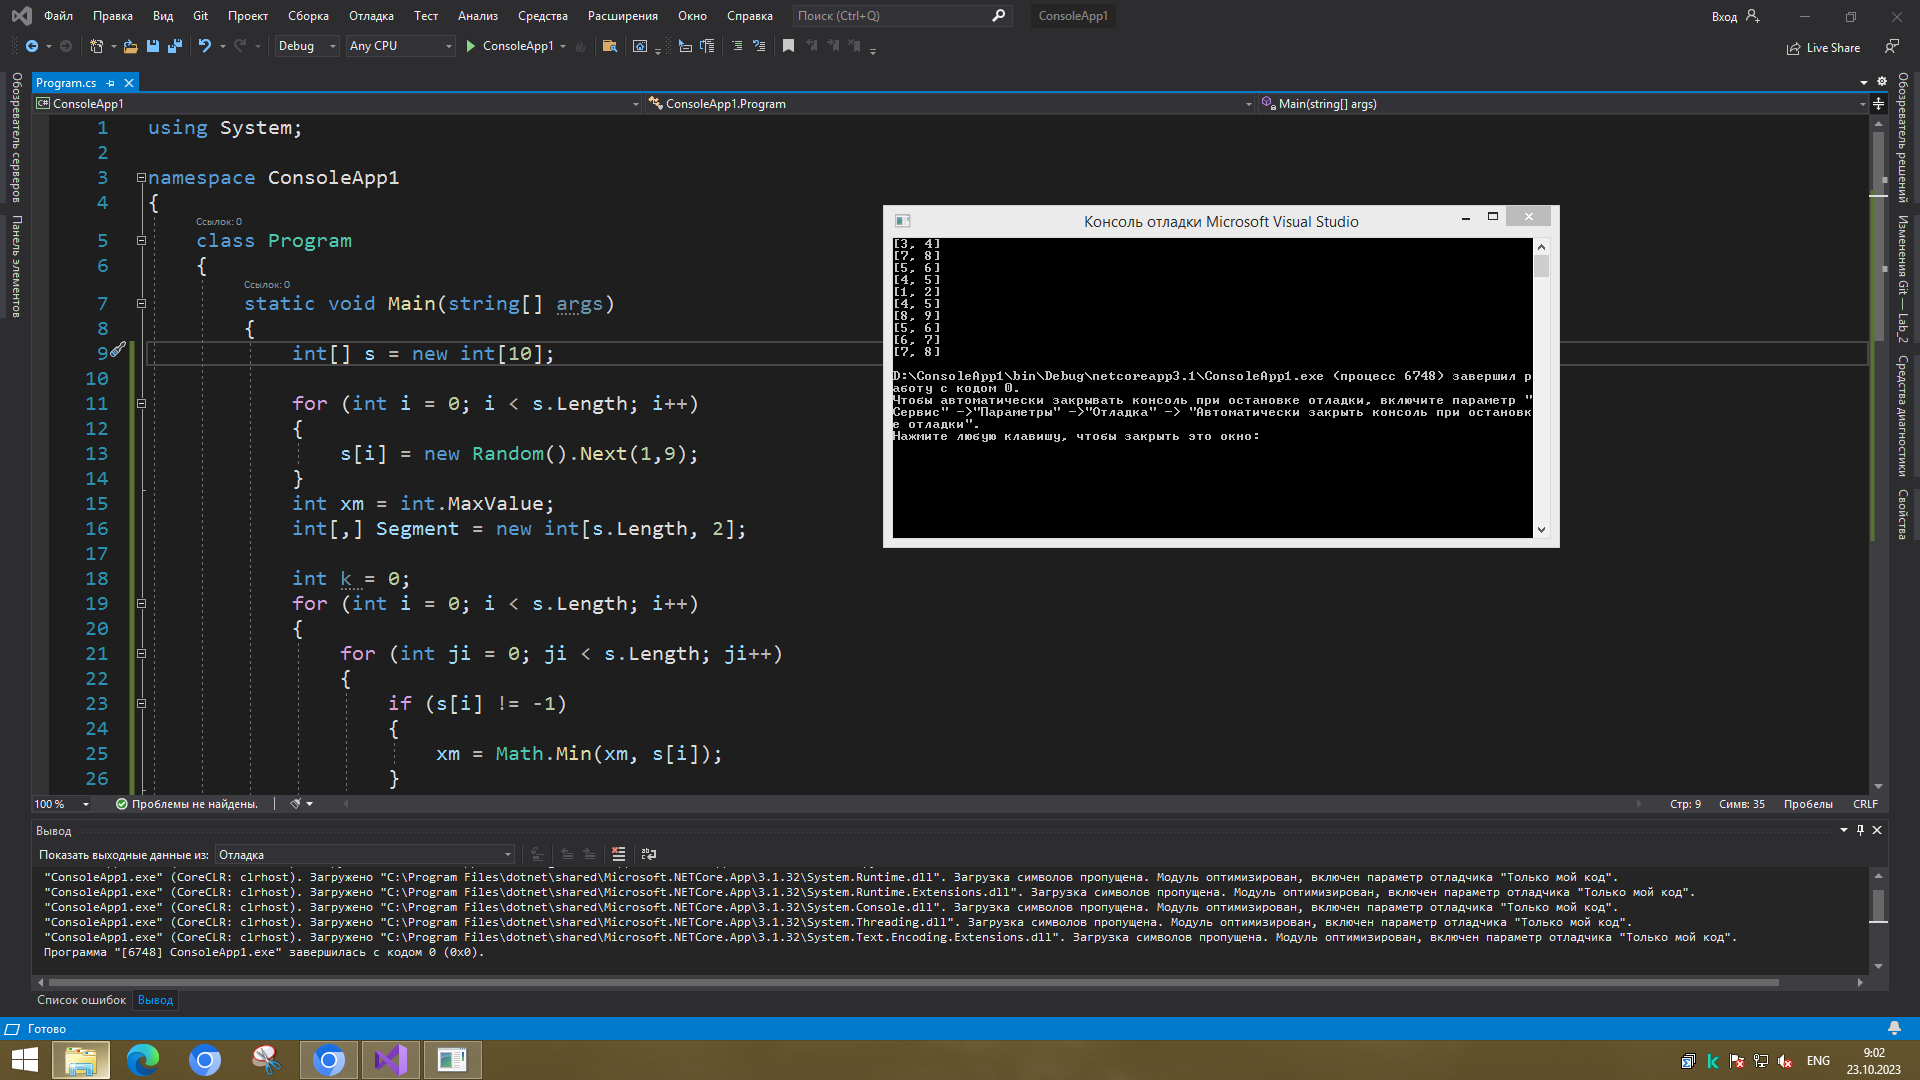 Файл Правка Вид Git Проект Сборка Отладка Тест Анализ Средства Расширения Окно Справка Поиск (Ctrl+Q) ConsoleApp1 Вход
Debug Any CPU ConsoleApp1 Live Share
Program.cs
C# ConsoleApp1 ConsoleApp1.Program Main(string[] args)
Обозреватель серверов
Панель элементов
1 using System;
2
3 namespace ConsoleApp1
4 {
Ссылок: 0
5 class Program
6 {
Ссылок: 0
7 static void Main(string[] args)
8 {
9 int[] s = new int[10];
10
11 for (int i = 0; i < s.Length; i++)
12 {
13 s[i] = new Random().Next(1,9);
14 }
15 int xm = int.MaxValue;
16 int[,] Segment = new int[s.Length, 2];
17
18 int k = 0;
19 for (int i = 0; i < s.Length; i++)
20 {
21 for (int ji = 0; ji < s.Length; ji++)
22 {
23 if (s[i] != -1)
24 {
25 xm = Math.Min(xm, s[i]);
26 }
Консоль отладки Microsoft Visual Studio
[3, 4]
[7, 8]
[5, 6]
[4, 5]
[1, 2]
[4, 5]
[8, 9]
[5, 6]
[6, 7]
[7, 8]
D:\ConsoleApp1\bin\Debug\netcoreapp3.1\ConsoleApp1.exe (процесс 6748) завершил р
аботу с кодом 0.
Чтобы автоматически закрывать консоль при остановке отладки, включите параметр "
Сервис" ->"Параметры" ->"Отладка" -> "Автоматически закрыть консоль при остановк
е отладки".
Нажмите любую клавишу, чтобы закрыть это окно:
Обозреватель решений
Изменения Git — Lab_2
Средства диагностики
Свойства
100 % Проблемы не найдены. Стр: 9 Симв: 35 Пробелы CRLF
Вывод
Показать выходные данные из: Отладка
"ConsoleApp1.exe" (CoreCLR: clrhost). Загружено "C:\Program Files\dotnet\shared\Microsoft.NETCore.App\3.1.32\System.Runtime.dll". Загрузка символов пропущена. Модуль оптимизирован, включен параметр отладчика "Только мой код".
"ConsoleApp1.exe" (CoreCLR: clrhost). Загружено "C:\Program Files\dotnet\shared\Microsoft.NETCore.App\3.1.32\System.Runtime.Extensions.dll". Загрузка символов пропущена. Модуль оптимизирован, включен параметр отладчика "Только мой код".
"ConsoleApp1.exe" (CoreCLR: clrhost). Загружено "C:\Program Files\dotnet\shared\Microsoft.NETCore.App\3.1.32\System.Console.dll". Загрузка символов пропущена. Модуль оптимизирован, включен параметр отладчика "Только мой код".
"ConsoleApp1.exe" (CoreCLR: clrhost). Загружено "C:\Program Files\dotnet\shared\Microsoft.NETCore.App\3.1.32\System.Threading.dll". Загрузка символов пропущена. Модуль оптимизирован, включен параметр отладчика "Только мой код".
"ConsoleApp1.exe" (CoreCLR: clrhost). Загружено "C:\Program Files\dotnet\shared\Microsoft.NETCore.App\3.1.32\System.Text.Encoding.Extensions.dll". Загрузка символов пропущена. Модуль оптимизирован, включен параметр отладчика "Только мой код".
Программа "[6748] ConsoleApp1.exe" завершилась с кодом 0 (0x0).
Список ошибок Вывод
Готово
ENG
9:02
23.10.2023